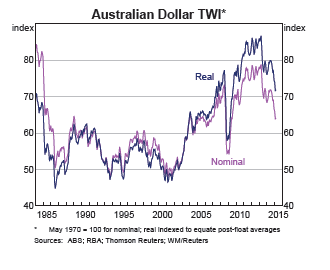 Australian Dollar TWI*
index index
80 80
Real
70 70
60 60
Nominal
50 50
40 40
1985 1990 1995 2000 2005 2010 2015
* May 1970 = 100 for nominal; real indexed to equate post-float averages
Sources: ABS; RBA; Thomson Reuters; WM/Reuters